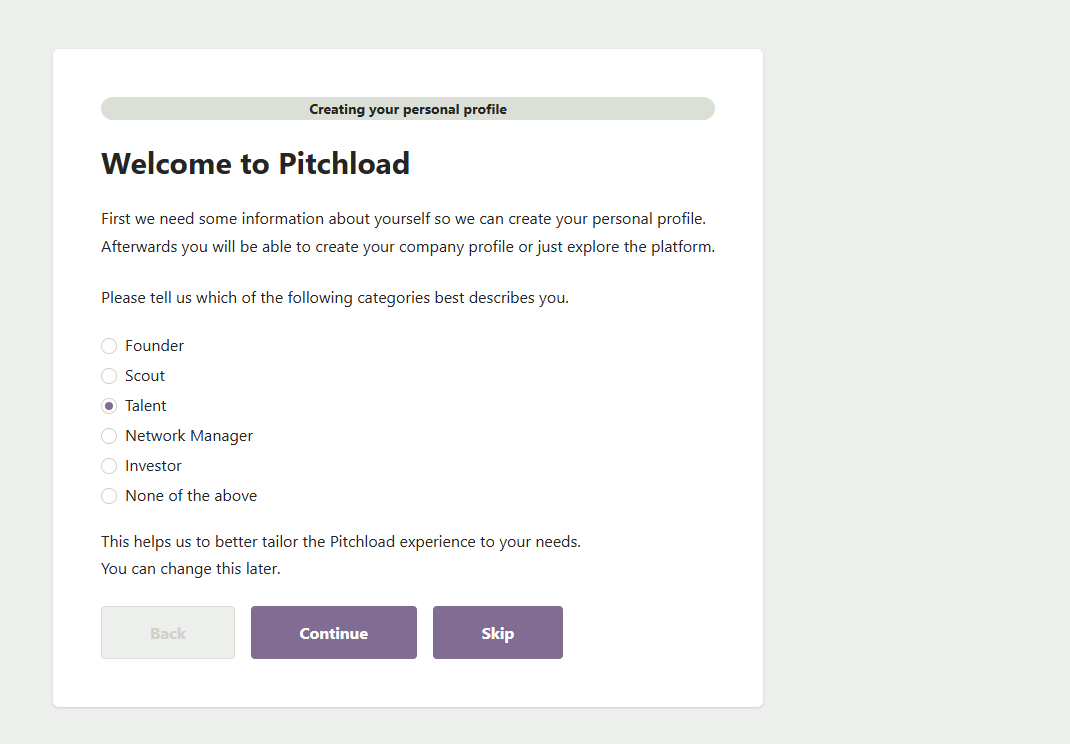 Creating your personal profile
Welcome to Pitchload
First we need some information about yourself so we can create your personal profile.
Afterwards you will be able to create your company profile or just explore the platform.
Please tell us which of the following categories best describes you.
Founder
Scout
Talent
Network Manager
Investor
None of the above
This helps us to better tailor the Pitchload experience to your needs.
You can change this later.
Back Continue Skip